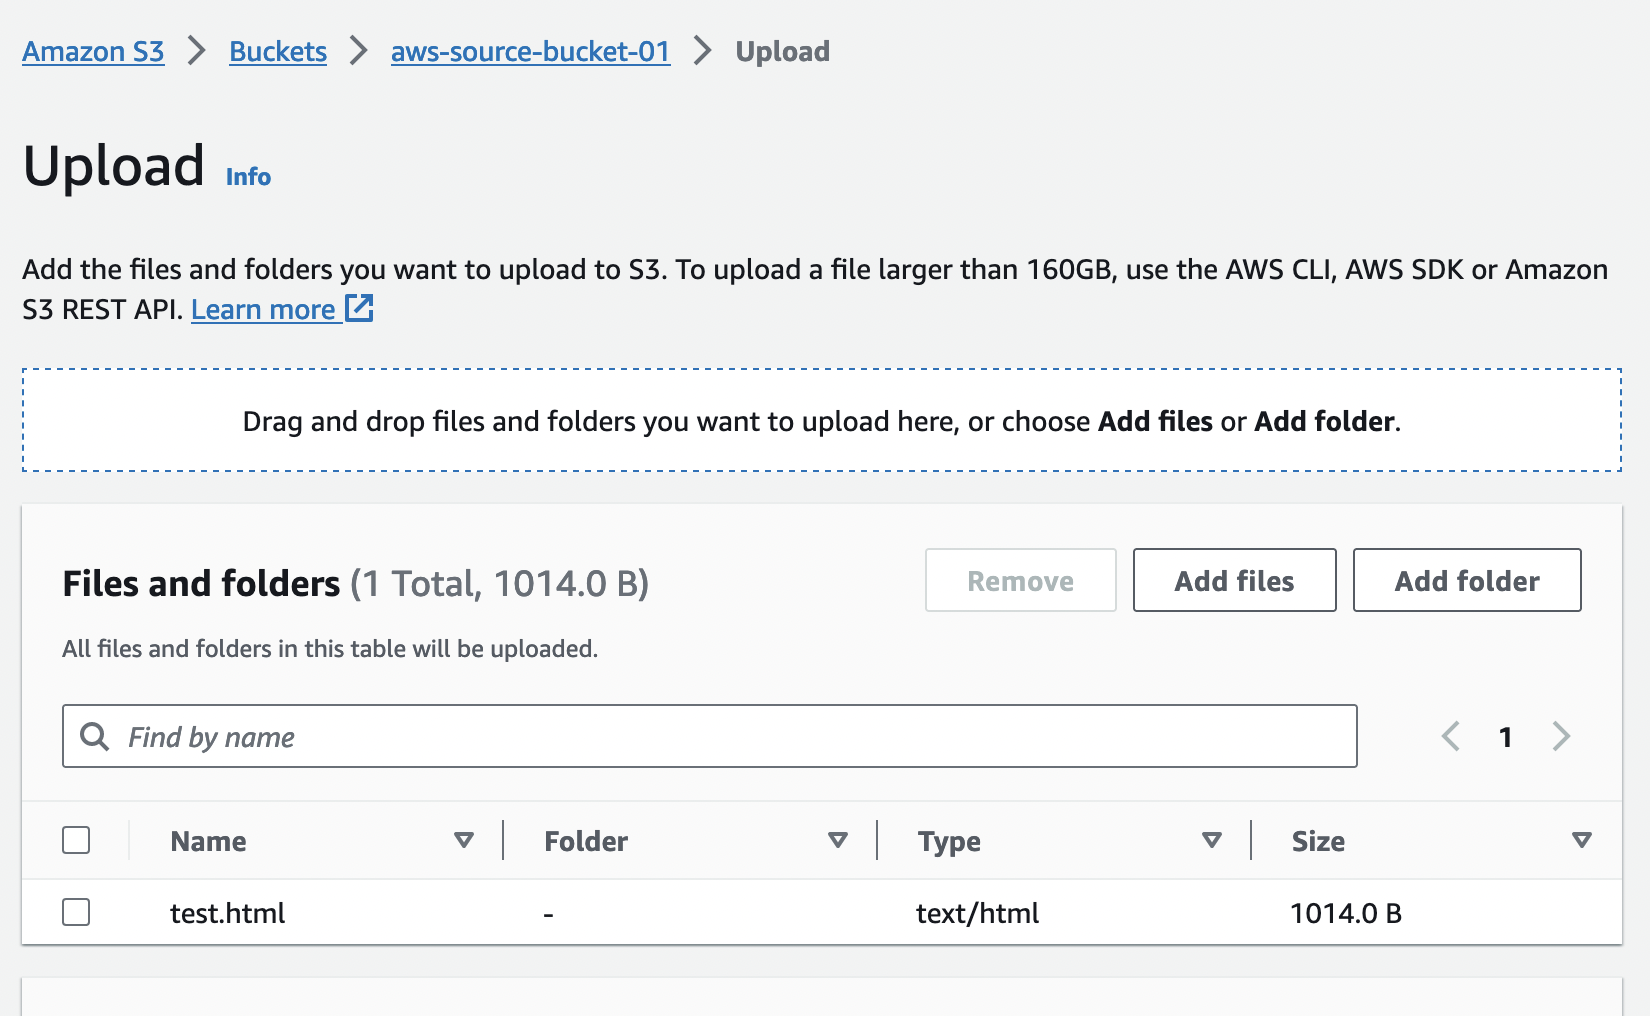 Amazon S3 > Buckets > aws-source-bucket-01 > Upload
Upload Info
Add the files and folders you want to upload to S3. To upload a file larger than 160GB, use the AWS CLI, AWS SDK or Amazon
S3 REST API. Learn more
Drag and drop files and folders you want to upload here, or choose Add files or Add folder.
Files and folders (1 Total, 1014.0 B) Remove Add files Add folder
All files and folders in this table will be uploaded.
Find by name 1
Name Folder Type Size
test.html - text/html 1014.0 B